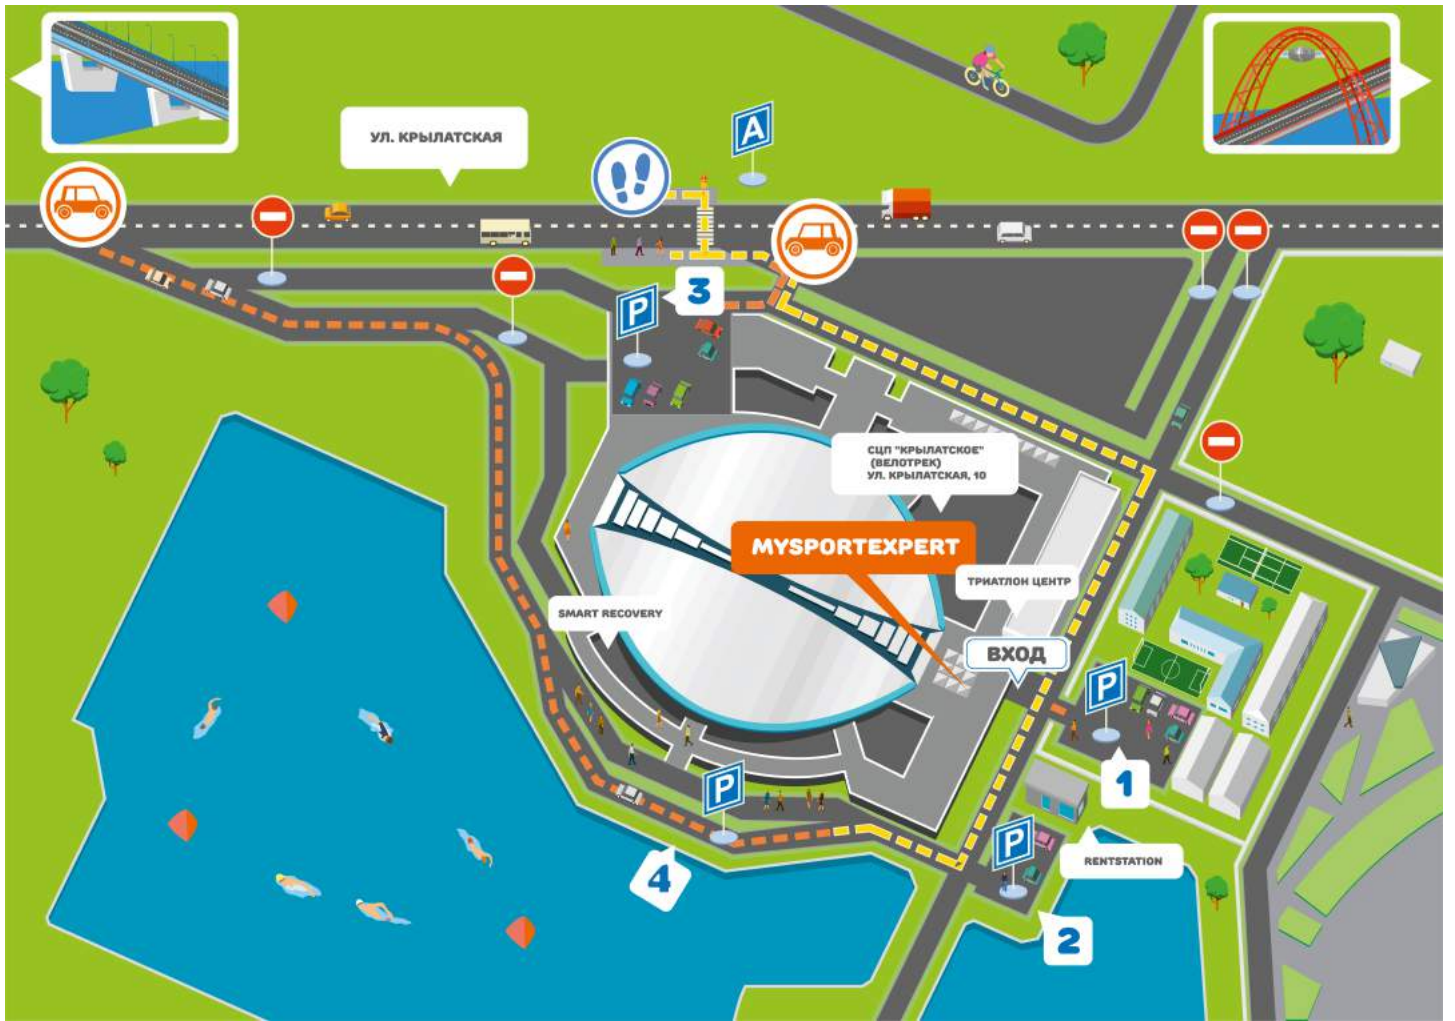 УЛ. КРЫЛАТСКАЯ
A
P
3
СЦП "КРЫЛАТСКОЕ"
(ВЕЛОТРЕК)
УЛ. КРЫЛАТСКАЯ, 10
MYSPORTEXPERT
ТРИАТЛОН ЦЕНТР
SMART RECOVERY
ВХОД
P
1
P
4
P
RENTSTATION
2